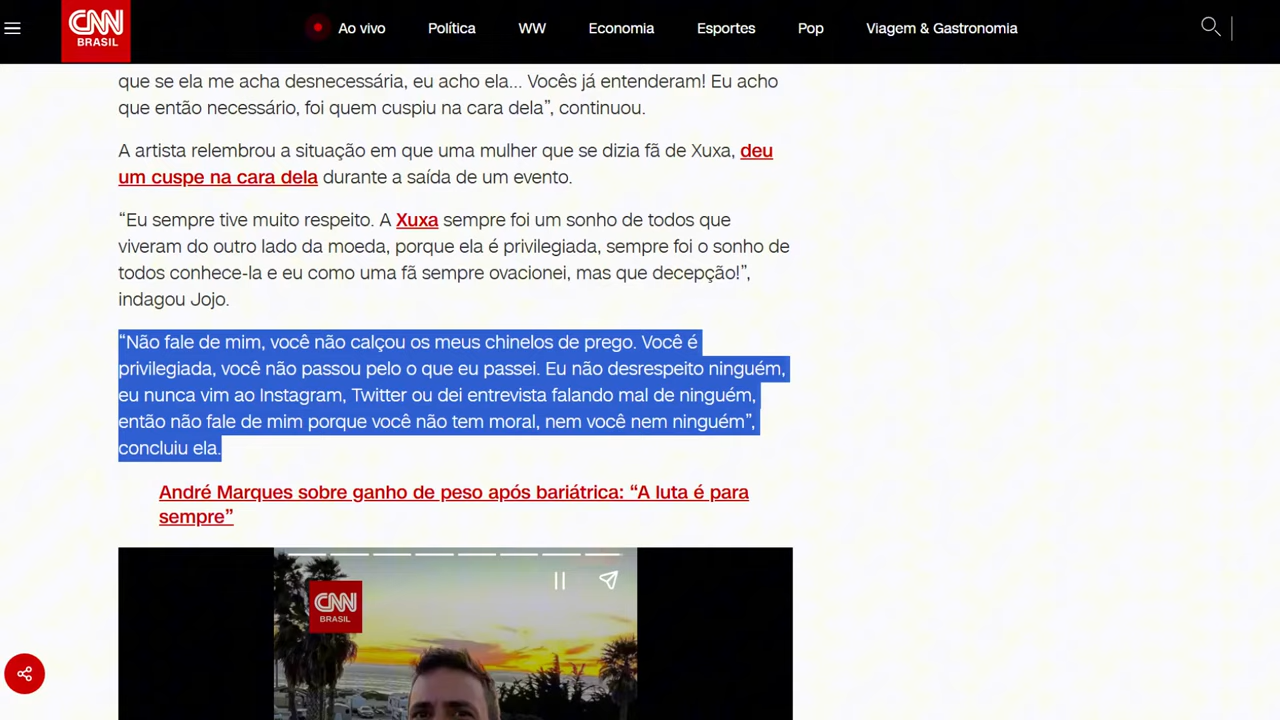 CNN
BRASIL
Ao vivo
Política
WW
Economia
Esportes
Pop
Viagem & Gastronomia
que se ela me acha desnecessária, eu acho ela... Vocês já entenderam! Eu acho
que então necessário, foi quem cuspiu na cara dela”, continuou.
A artista relembrou a situação em que uma mulher que se dizia fã de Xuxa, deu
um cuspe na cara dela durante a saída de um evento.
“Eu sempre tive muito respeito. A Xuxa sempre foi um sonho de todos que
viveram do outro lado da moeda, porque ela é privilegiada, sempre foi o sonho de
todos conhece-la e eu como uma fã sempre ovacionei, mas que decepção!”,
indagou Jojo.
“Não fale de mim, você não calçou os meus chinelos de prego. Você é
privilegiada, você não passou pelo o que eu passei. Eu não desrespeito ninguém,
eu nunca vim ao Instagram, Twitter ou dei entrevista falando mal de ninguém,
então não fale de mim porque você não tem moral, nem você nem ninguém”,
concluiu ela.
André Marques sobre ganho de peso após bariátrica: “A luta é para
sempre”
CNN
BRASIL